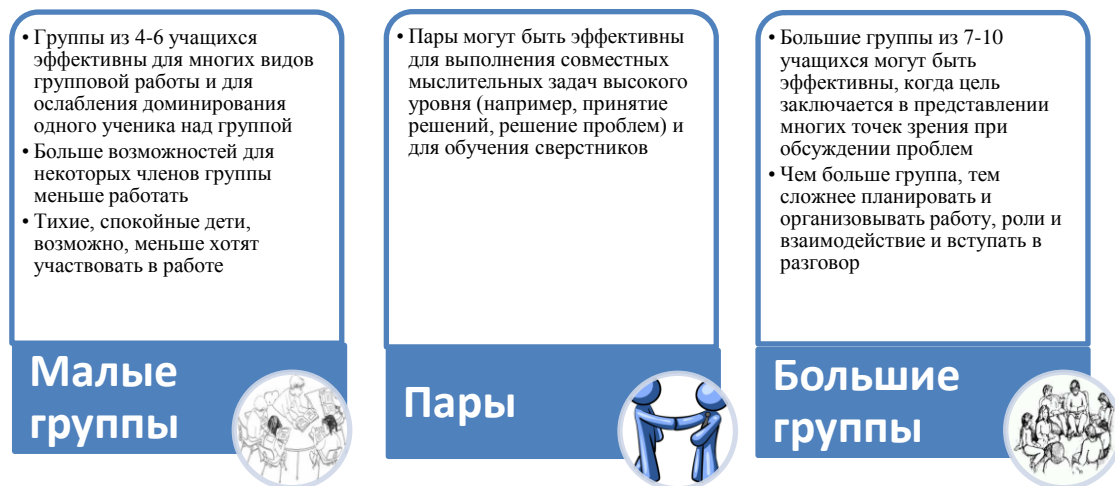 • Группы из 4-6 учащихся
эффективны для многих видов
групповой работы и для
ослабления доминирования
одного ученика над группой
• Больше возможностей для
некоторых членов группы
меньше работать
• Тихие, спокойные дети,
возможно, меньше хотят
участвовать в работе
Малые
группы
• Пары могут быть эффективны
для выполнения совместных
мыслительных задач высокого
уровня (например, принятие
решений, решение проблем) и
для обучения сверстников
Пары
• Большие группы из 7-10
учащихся могут быть
эффективны, когда цель
заключается в представлении
многих точек зрения при
обсуждении проблем
• Чем больше группа, тем
сложнее планировать и
организовывать работу, роли и
взаимодействие и вступать в
разговор
Большие
группы